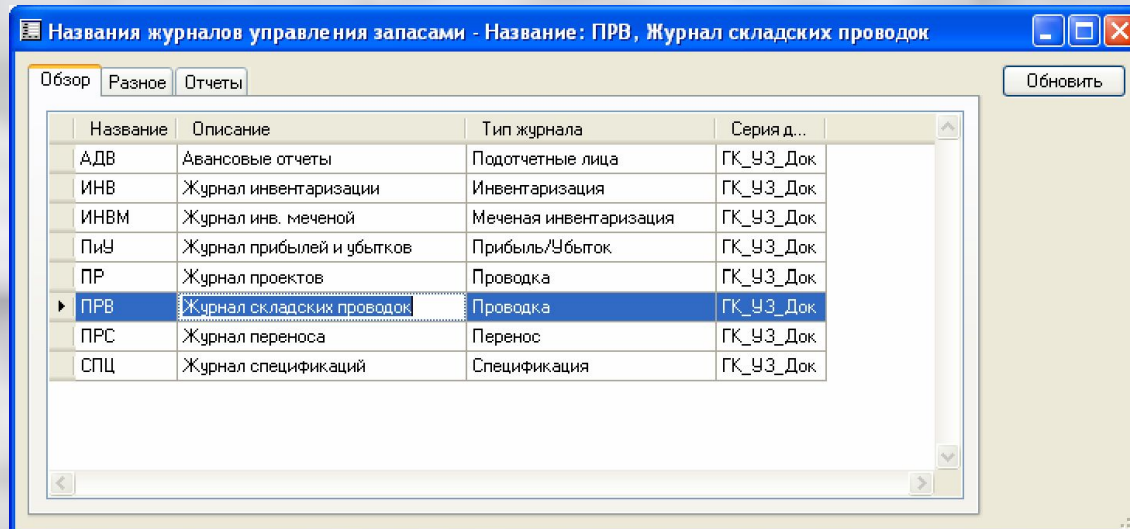 Названия журналов управления запасами - Название: ПРВ, Журнал складских проводок
Обзор Разное Отчеты Обновить
Название Описание Тип журнала Серия д...
АДВ Авансовые отчеты Подотчетные лица ГК_УЗ_Док
ИНВ Журнал инвентаризации Инвентаризация ГК_УЗ_Док
ИНВМ Журнал инв. меченой Меченая инвентаризация ГК_УЗ_Док
ПиУ Журнал прибылей и убытков Прибыль/Убыток ГК_УЗ_Док
ПР Журнал проектов Проводка ГК_УЗ_Док
ПРВ Журнал складских проводок Проводка ГК_УЗ_Док
ПРС Журнал переноса Перенос ГК_УЗ_Док
СПЦ Журнал спецификаций Спецификация ГК_УЗ_Док